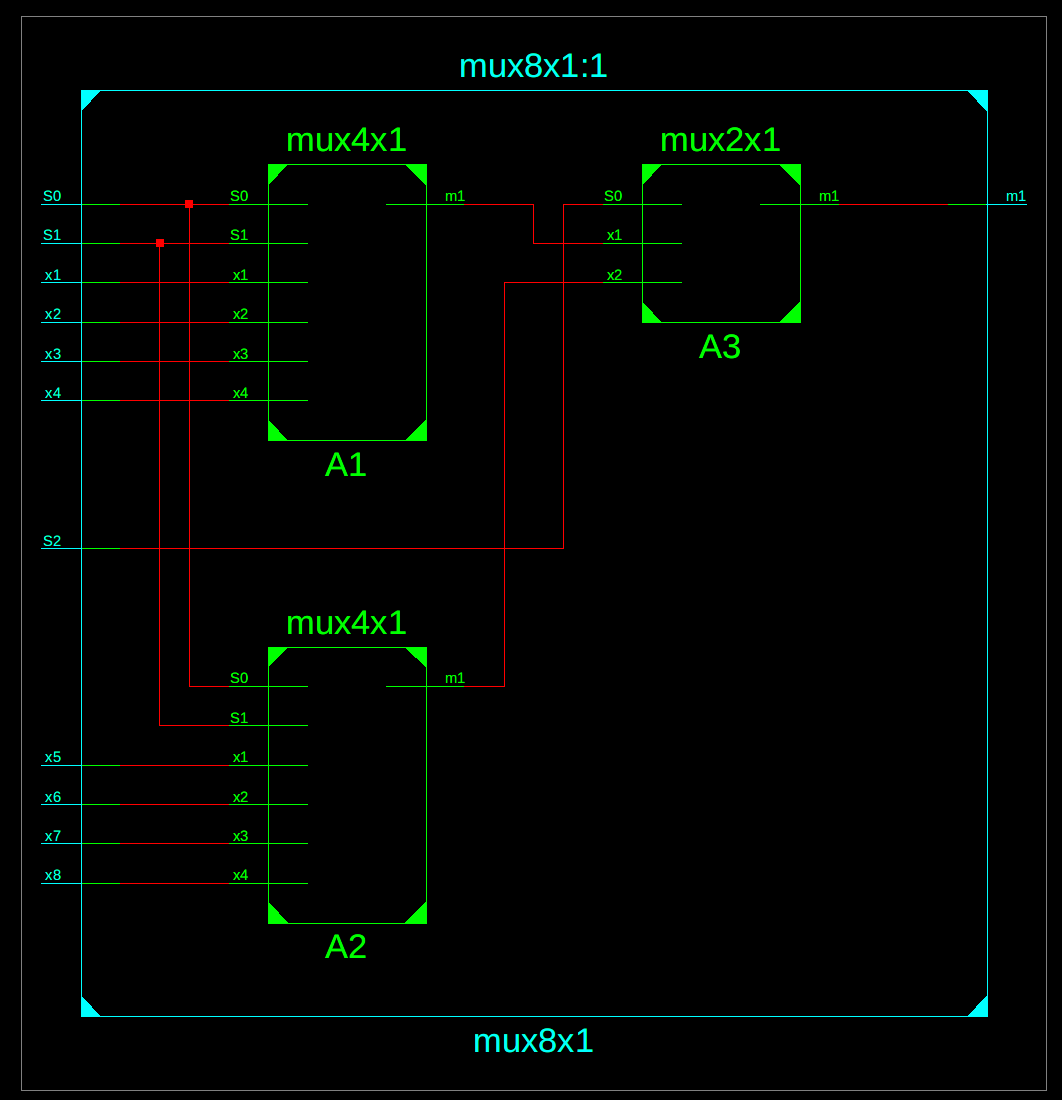 mux8x1:1
mux4x1
mux2x1
S0 S0 m1 S0 m1 m1
S1 S1 x1
x1 x1 x2
x2 x2
x3 x3
x4 x4
A3
A1
S2
mux4x1
S0 m1
S1
x5 x1
x6 x2
x7 x3
x8 x4
A2
mux8x1